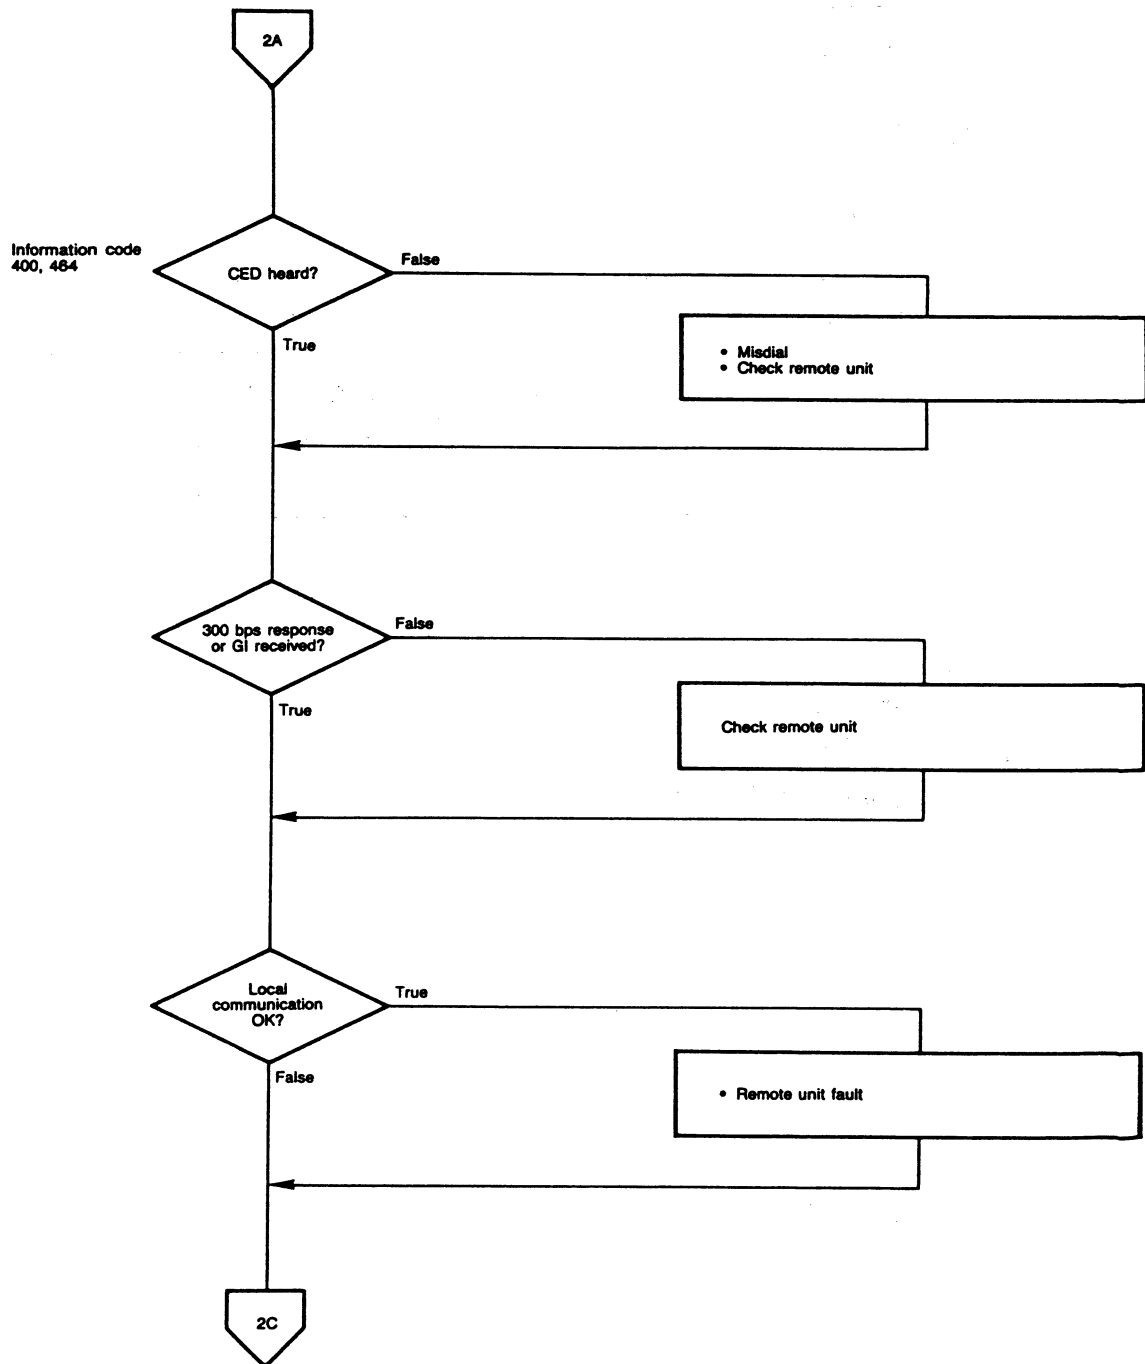 2A
Information code
400, 464
CED heard?
False
True
• Misdial
• Check remote unit
300 bps response
or GI received?
False
True
Check remote unit
Local
communication
OK?
True
False
• Remote unit fault
2C